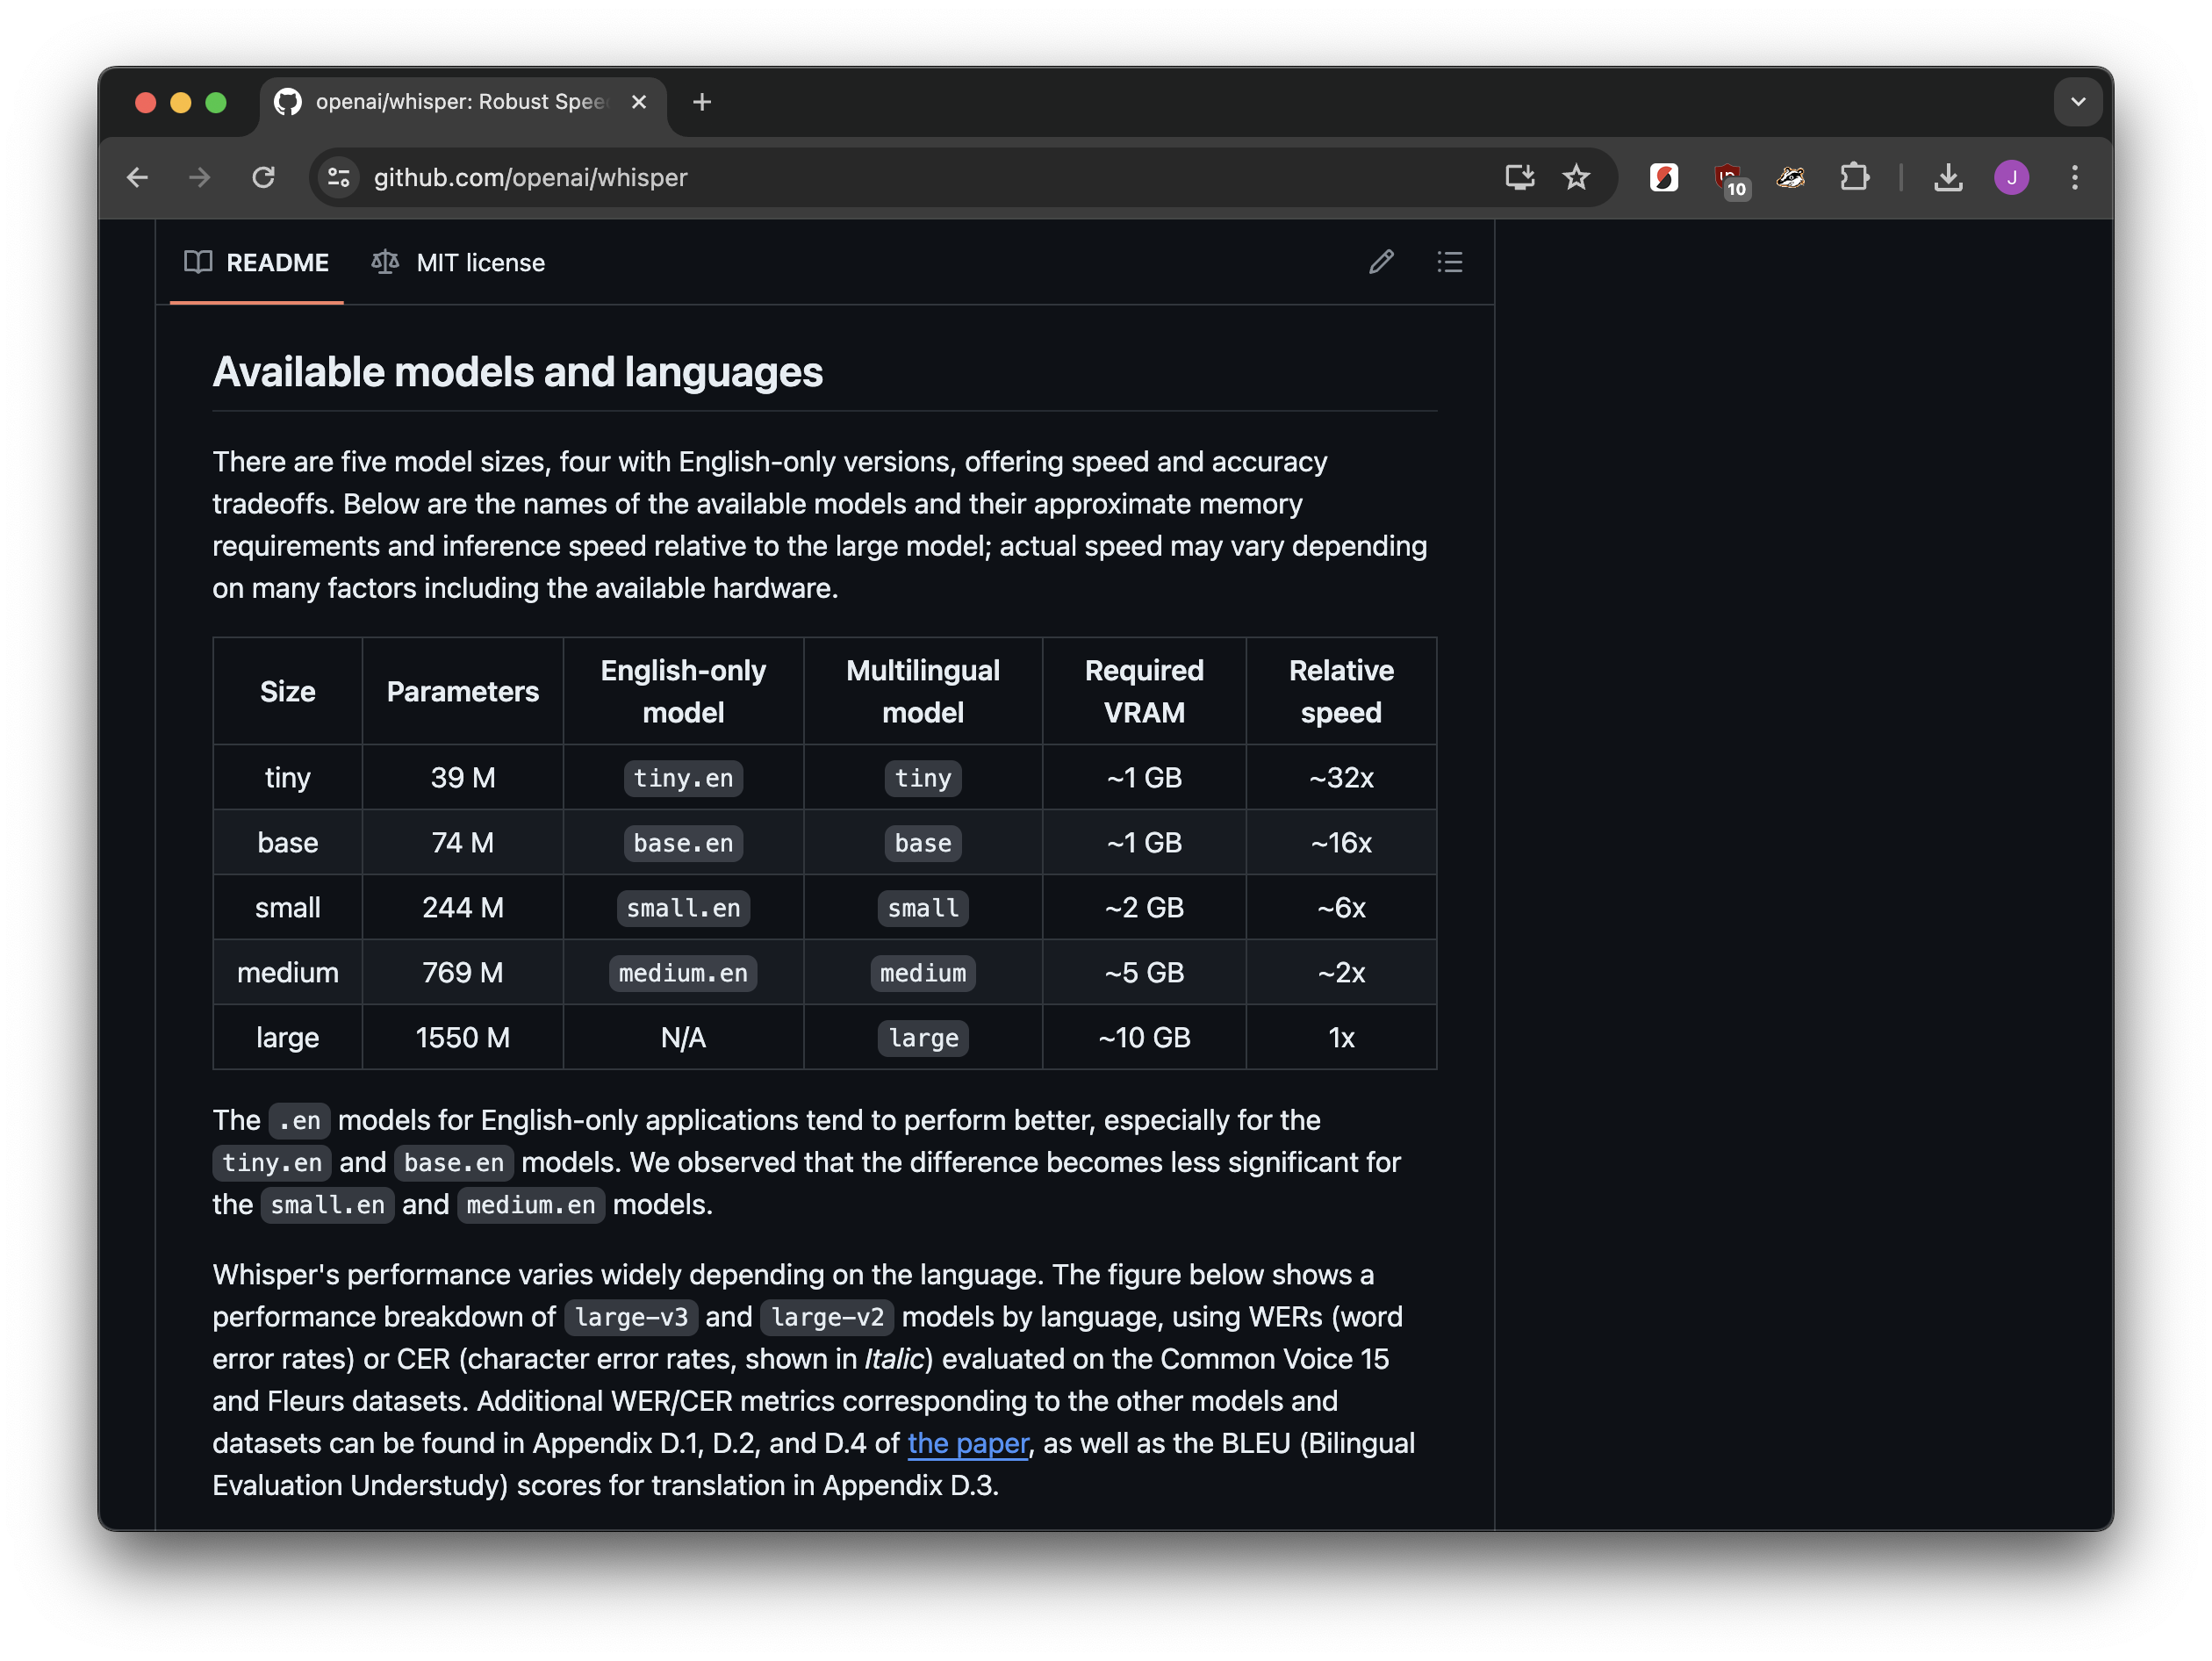 openai/whisper: Robust Spee
github.com/openai/whisper
10
J
README
MIT license
Available models and languages
There are five model sizes, four with English-only versions, offering speed and accuracy
tradeoffs. Below are the names of the available models and their approximate memory
requirements and inference speed relative to the large model; actual speed may vary depending
on many factors including the available hardware.
Size Parameters English-only model Multilingual model Required VRAM Relative speed
tiny 39 M tiny.en tiny ~1 GB ~32x
base 74 M base.en base ~1 GB ~16x
small 244 M small.en small ~2 GB ~6x
medium 769 M medium.en medium ~5 GB ~2x
large 1550 M N/A large ~10 GB 1x
The .en models for English-only applications tend to perform better, especially for the
tiny.en and base.en models. We observed that the difference becomes less significant for
the small.en and medium.en models.
Whisper's performance varies widely depending on the language. The figure below shows a
performance breakdown of large-v3 and large-v2 models by language, using WERs (word
error rates) or CER (character error rates, shown in Italic) evaluated on the Common Voice 15
and Fleurs datasets. Additional WER/CER metrics corresponding to the other models and
datasets can be found in Appendix D.1, D.2, and D.4 of the paper, as well as the BLEU (Bilingual
Evaluation Understudy) scores for translation in Appendix D.3.